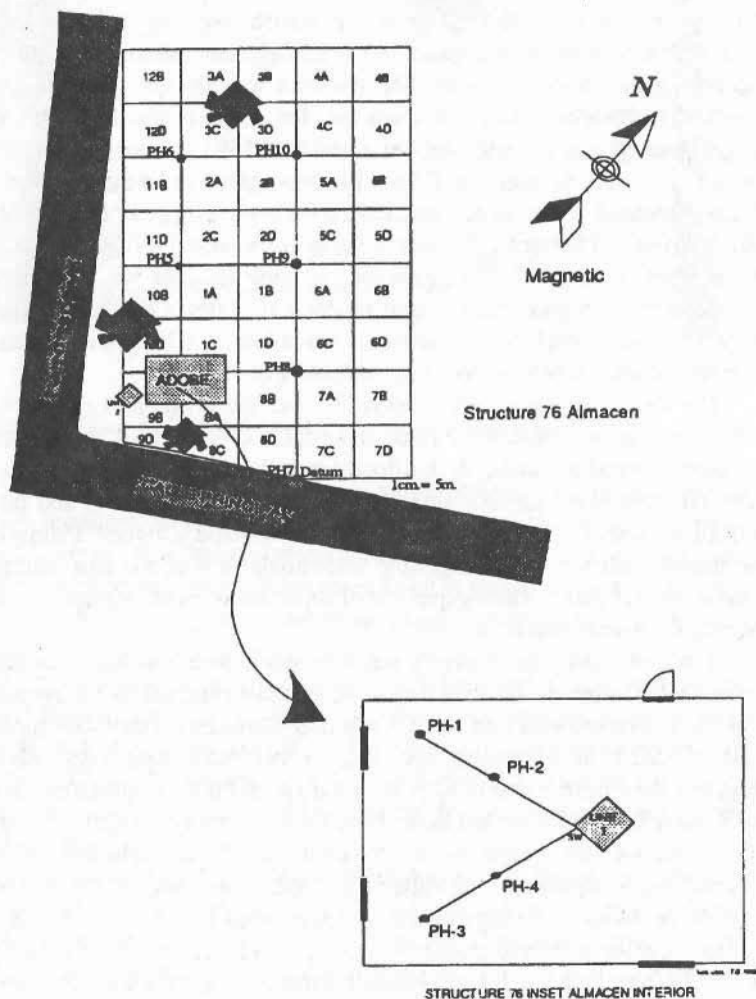 12B 3A 3B 4A 4B
N
12D 3C 3D 4C 4D
PH6 PH10
11B 2A 2B 5A 5B
11D 2C 2D 5C 5D
PH5 PH9
Magnetic
10B 1A 1B 6A 6B
1C 1D 6C 6D
PH8
ADOBE
8B 7A 7B
Structure 76 Almacen
9B 8A
9D 8C 8D 7C 7D
PH7 Datum
1cm. = 5m.
PH-1
PH-2
UNIT
1
SW
PH-4
PH-3
STRUCTURE 76 INSET ALMACEN INTERIOR